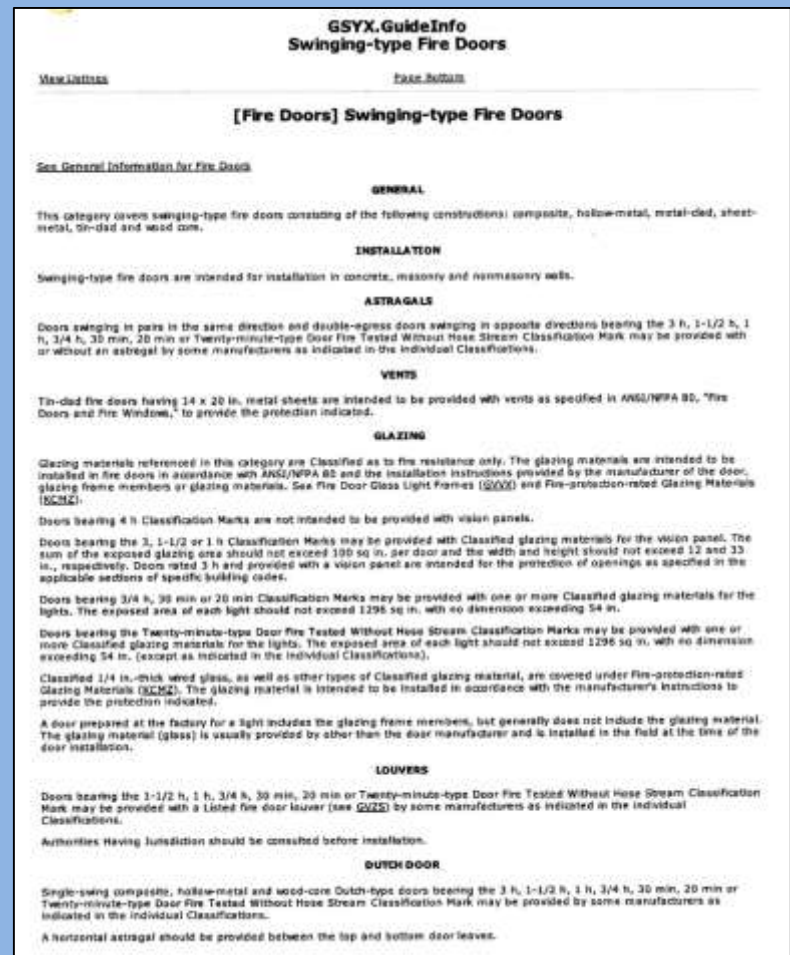 GSYX.GuideInfo
Swinging-type Fire Doors
View Listings Page Bottom
[Fire Doors] Swinging-type Fire Doors
See General Information for Fire Doors
GENERAL
This category covers swinging-type fire doors consisting of the following constructions: composite, hollow-metal, metal-clad, sheet-
metal, tin-clad and wood core.
INSTALLATION
Swinging-type fire doors are intended for installation in concrete, masonry and nonmasonry walls.
ASTRAGALS
Doors swinging in pairs in the same direction and double-egress doors swinging in opposite directions bearing the 3 h, 1-1/2 h, 1
h, 3/4 h, 30 min, 20 min or Twenty-minute-type Door Fire Tested Without Hose Stream Classification Mark may be provided with
or without an astragal by some manufacturers as indicated in the individual Classifications.
VENTS
Tin-clad fire doors having 14 x 20 in. metal sheets are intended to be provided with vents as specified in ANSI/NFPA 80, "Fire
Doors and Fire Windows," to provide the protection indicated.
GLAZING
Glazing materials referenced in this category are Classified as to fire resistance only. The glazing materials are intended to be
installed in fire doors in accordance with ANSI/NFPA 80 and the installation instructions provided by the manufacturer of the door,
glazing frame members or glazing materials. See Fire Door Glass Light Frames (GVVX) and Fire-protection-rated Glazing Materials
(KCMZ).
Doors bearing 4 h Classification Marks are not intended to be provided with vision panels.
Doors bearing the 3, 1-1/2 or 1 h Classification Marks may be provided with Classified glazing materials for the vision panel. The
sum of the exposed glazing area should not exceed 100 sq in. per door and the width and height should not exceed 12 and 33
in., respectively. Doors rated 3 h and provided with a vision panel are intended for the protection of openings as specified in the
applicable sections of specific building codes.
Doors bearing 3/4 h, 30 min or 20 min Classification Marks may be provided with one or more Classified glazing materials for the
lights. The exposed area of each light should not exceed 1296 sq in. with no dimension exceeding 54 in.
Doors bearing the Twenty-minute-type Door Fire Tested Without Hose Stream Classification Marks may be provided with one or
more Classified glazing materials for the lights. The exposed area of each light should not exceed 1296 sq in. with no dimension
exceeding 54 in. (except as indicated in the individual Classifications).
Classified 1/4 in.-thick wired glass, as well as other types of Classified glazing material, are covered under Fire-protection-rated
Glazing Materials (KCMZ). The glazing material is intended to be installed in accordance with the manufacturer's instructions to
provide the protection indicated.
A door prepared at the factory for a light includes the glazing frame members, but generally does not include the glazing material.
The glazing material (glass) is usually provided by other than the door manufacturer and is installed in the field at the time of the
door installation.
LOUVERS
Doors bearing the 1-1/2 h, 1 h, 3/4 h, 30 min, 20 min or Twenty-minute-type Door Fire Tested Without Hose Stream Classification
Mark may be provided with a Listed fire door louver (see GVZS) by some manufacturers as indicated in the individual
Classifications.
Authorities Having Jurisdiction should be consulted before installation.
DUTCH DOOR
Single-swing composite, hollow-metal and wood-core Dutch-type doors bearing the 3 h, 1-1/2 h, 1 h, 3/4 h, 30 min, 20 min or
Twenty-minute-type Door Fire Tested Without Hose Stream Classification Mark may be provided by some manufacturers as
indicated in the individual Classifications.
A horizontal astragal should be provided between the top and bottom door leaves.